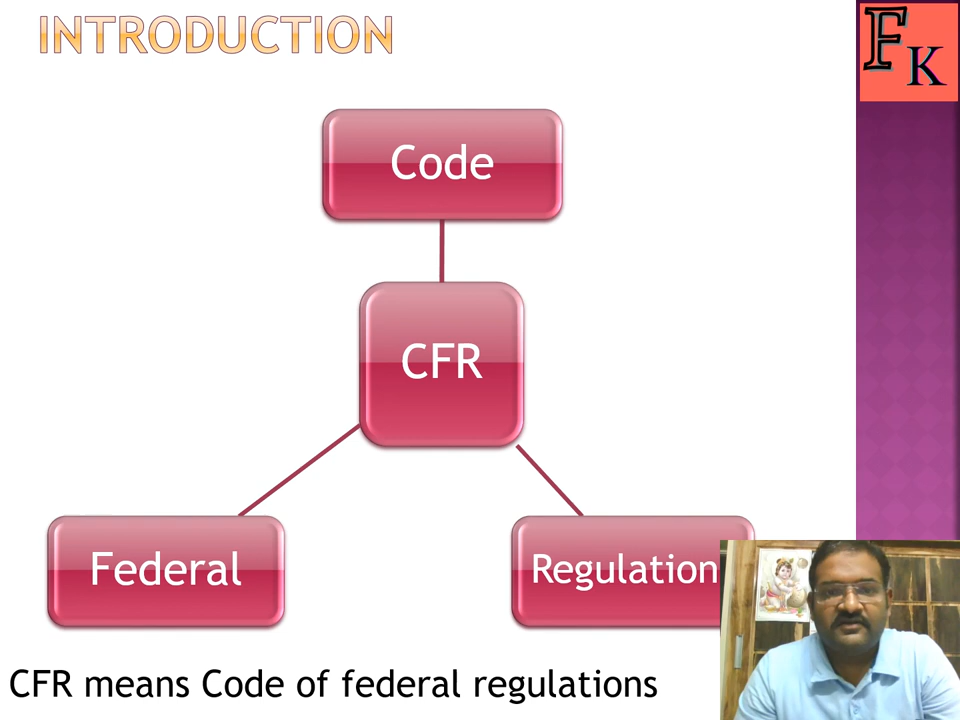 INTRODUCTION
FK
Code
CFR
Federal
Regulation
CFR means Code of federal regulations